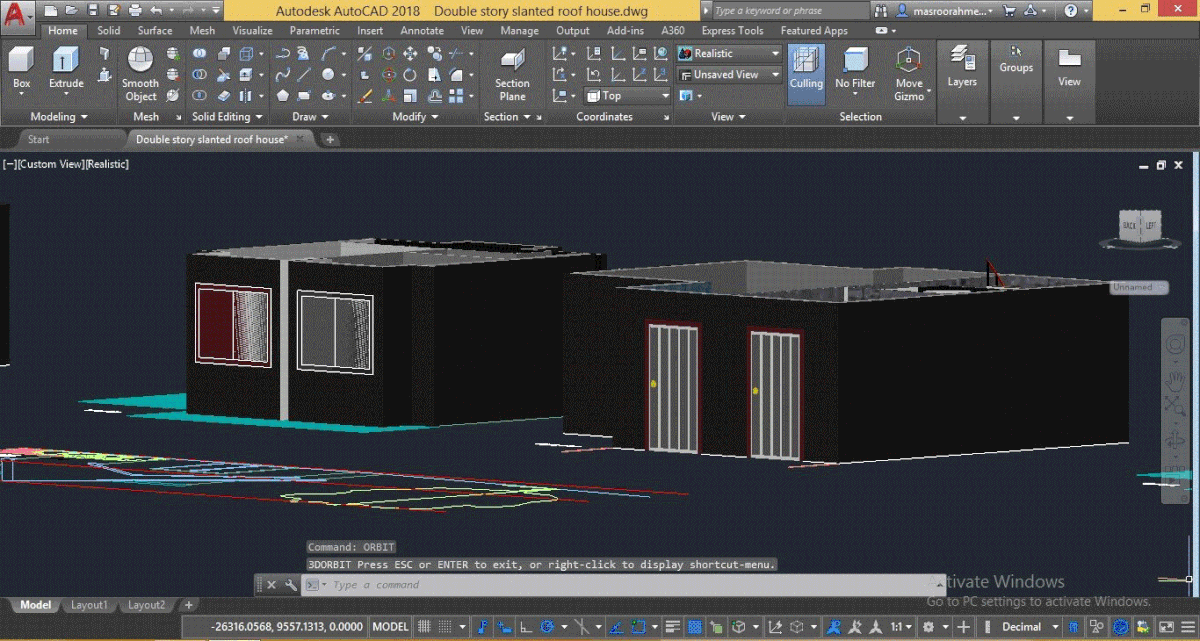 Autodesk AutoCAD 2018 Double story slanted roof house.dwg
Type a keyword or phrase
masroorahme...
Home Solid Surface Mesh Visualize Parametric Insert Annotate View Manage Output Add-ins A360 Express Tools Featured Apps
Box
Extrude
Smooth
Object
Section
Plane
Top
Realistic
Unsaved View
Culling
No Filter
Move
Gizmo
Layers
Groups
View
Modeling Mesh Solid Editing Draw Modify Section Coordinates View Selection
Start
Double story slanted roof house*
[−][Custom View][Realistic]
BACK LEFT
Unnamed
Command: ORBIT
3DORBIT Press ESC or ENTER to exit, or right-click to display shortcut-menu.
Type a command
Activate Windows
Go to PC settings to activate Windows.
Model Layout1 Layout2 +
-26316.0568, 9557.1313, 0.0000 MODEL 1:1 Decimal